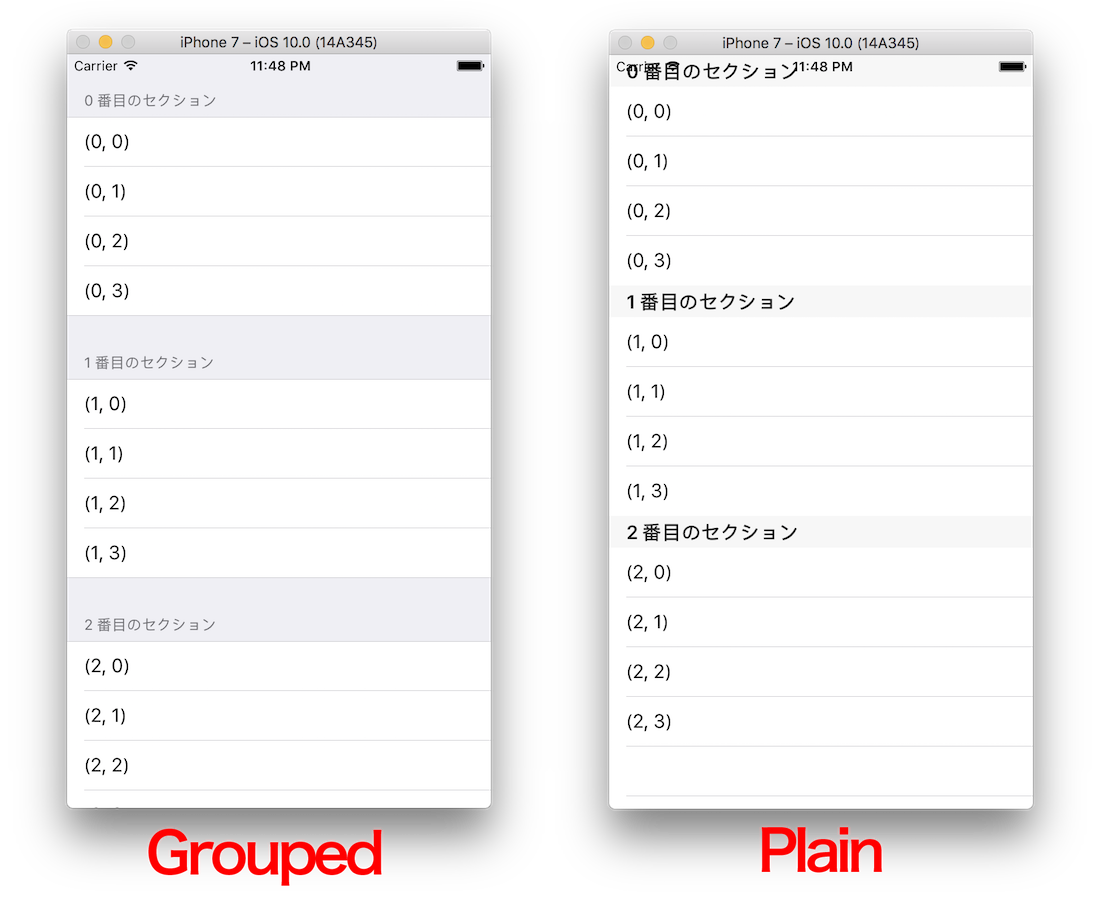 iPhone 7 – iOS 10.0 (14A345)
Carrier 11:48 PM
0 番目のセクション
(0, 0)
(0, 1)
(0, 2)
(0, 3)
1 番目のセクション
(1, 0)
(1, 1)
(1, 2)
(1, 3)
2 番目のセクション
(2, 0)
(2, 1)
(2, 2)
Grouped
iPhone 7 – iOS 10.0 (14A345)
Carrier 11:48 PM
0 番目のセクション
(0, 0)
(0, 1)
(0, 2)
(0, 3)
1 番目のセクション
(1, 0)
(1, 1)
(1, 2)
(1, 3)
2 番目のセクション
(2, 0)
(2, 1)
(2, 2)
(2, 3)
Plain